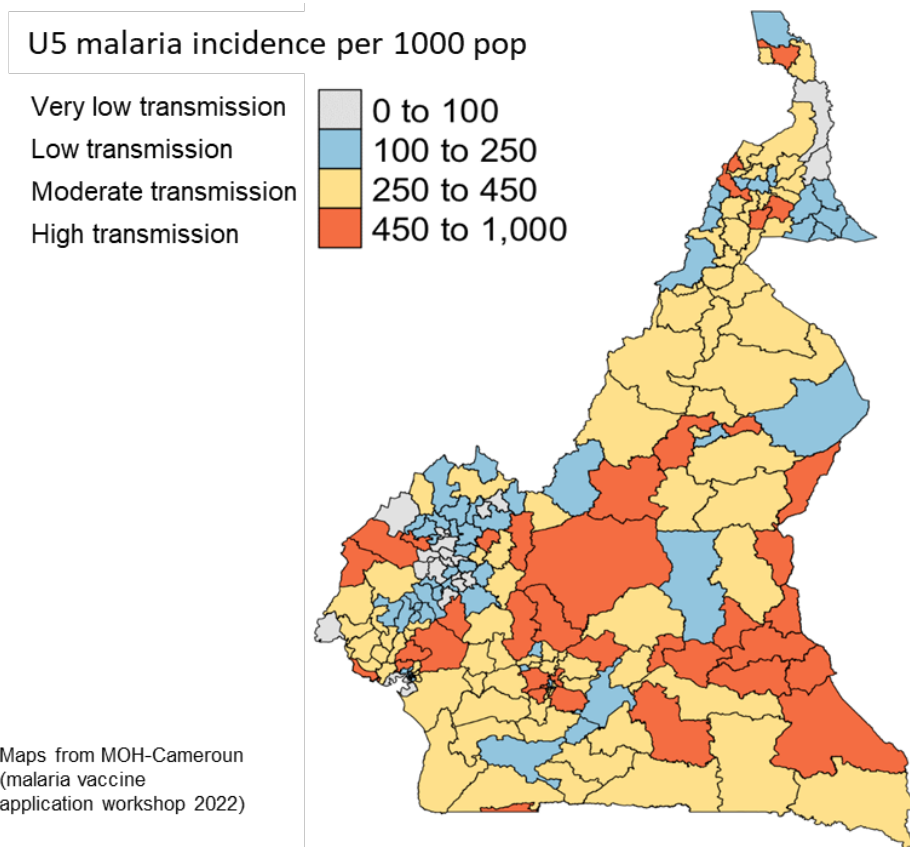 U5 malaria incidence per 1000 pop
Very low transmission
0 to 100
Low transmission
100 to 250
Moderate transmission
250 to 450
High transmission
450 to 1,000
Maps from MOH-Cameroun
(malaria vaccine
application workshop 2022)